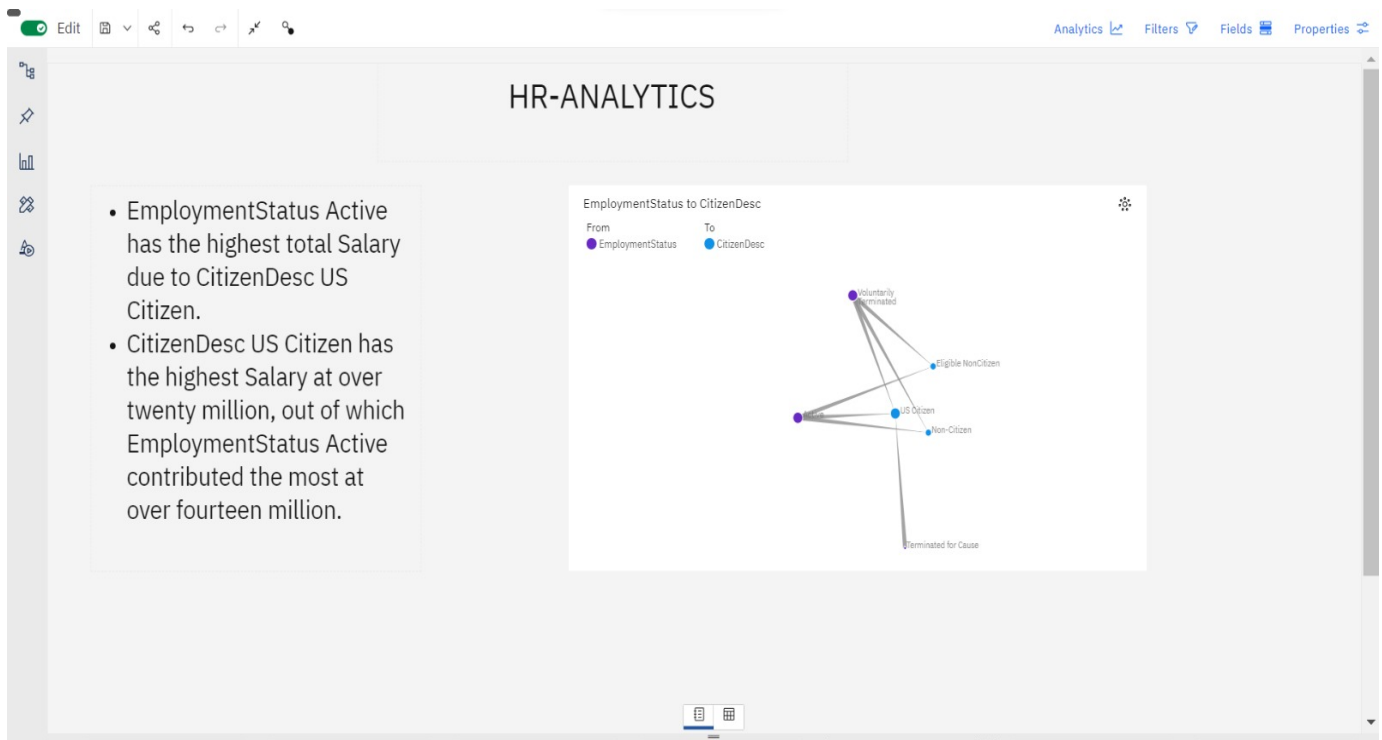 Edit
Analytics
Filters
Fields
Properties
HR-ANALYTICS
• EmploymentStatus Active
has the highest total Salary
due to CitizenDesc US
Citizen.
• CitizenDesc US Citizen has
the highest Salary at over
twenty million, out of which
EmploymentStatus Active
contributed the most at
over fourteen million.
EmploymentStatus to CitizenDesc
From
To
EmploymentStatus
CitizenDesc
Voluntarily
Terminated
Eligible NonCitizen
US Citizen
Non-Citizen
Terminated for Cause